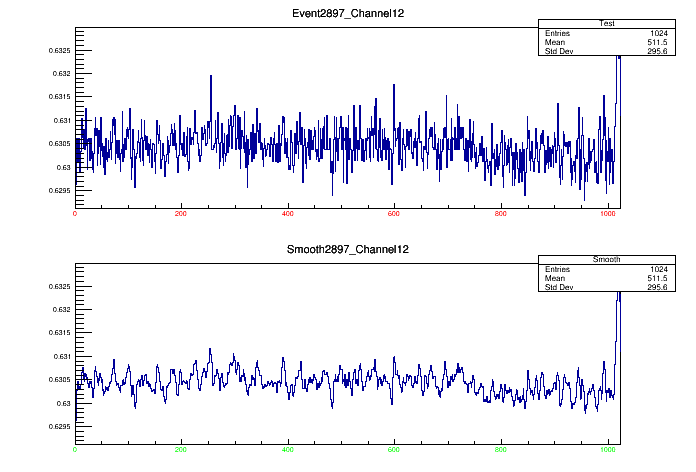 Event2897_Channel12
Test
Entries 1024
Mean 511.5
Std Dev 295.6
0.6325
0.632
0.6315
0.631
0.6305
0.63
0.6295
0 200 400 600 800 1000
Smooth2897_Channel12
Smooth
Entries 1024
Mean 511.5
Std Dev 295.6
0.6325
0.632
0.6315
0.631
0.6305
0.63
0.6295
0 200 400 600 800 1000